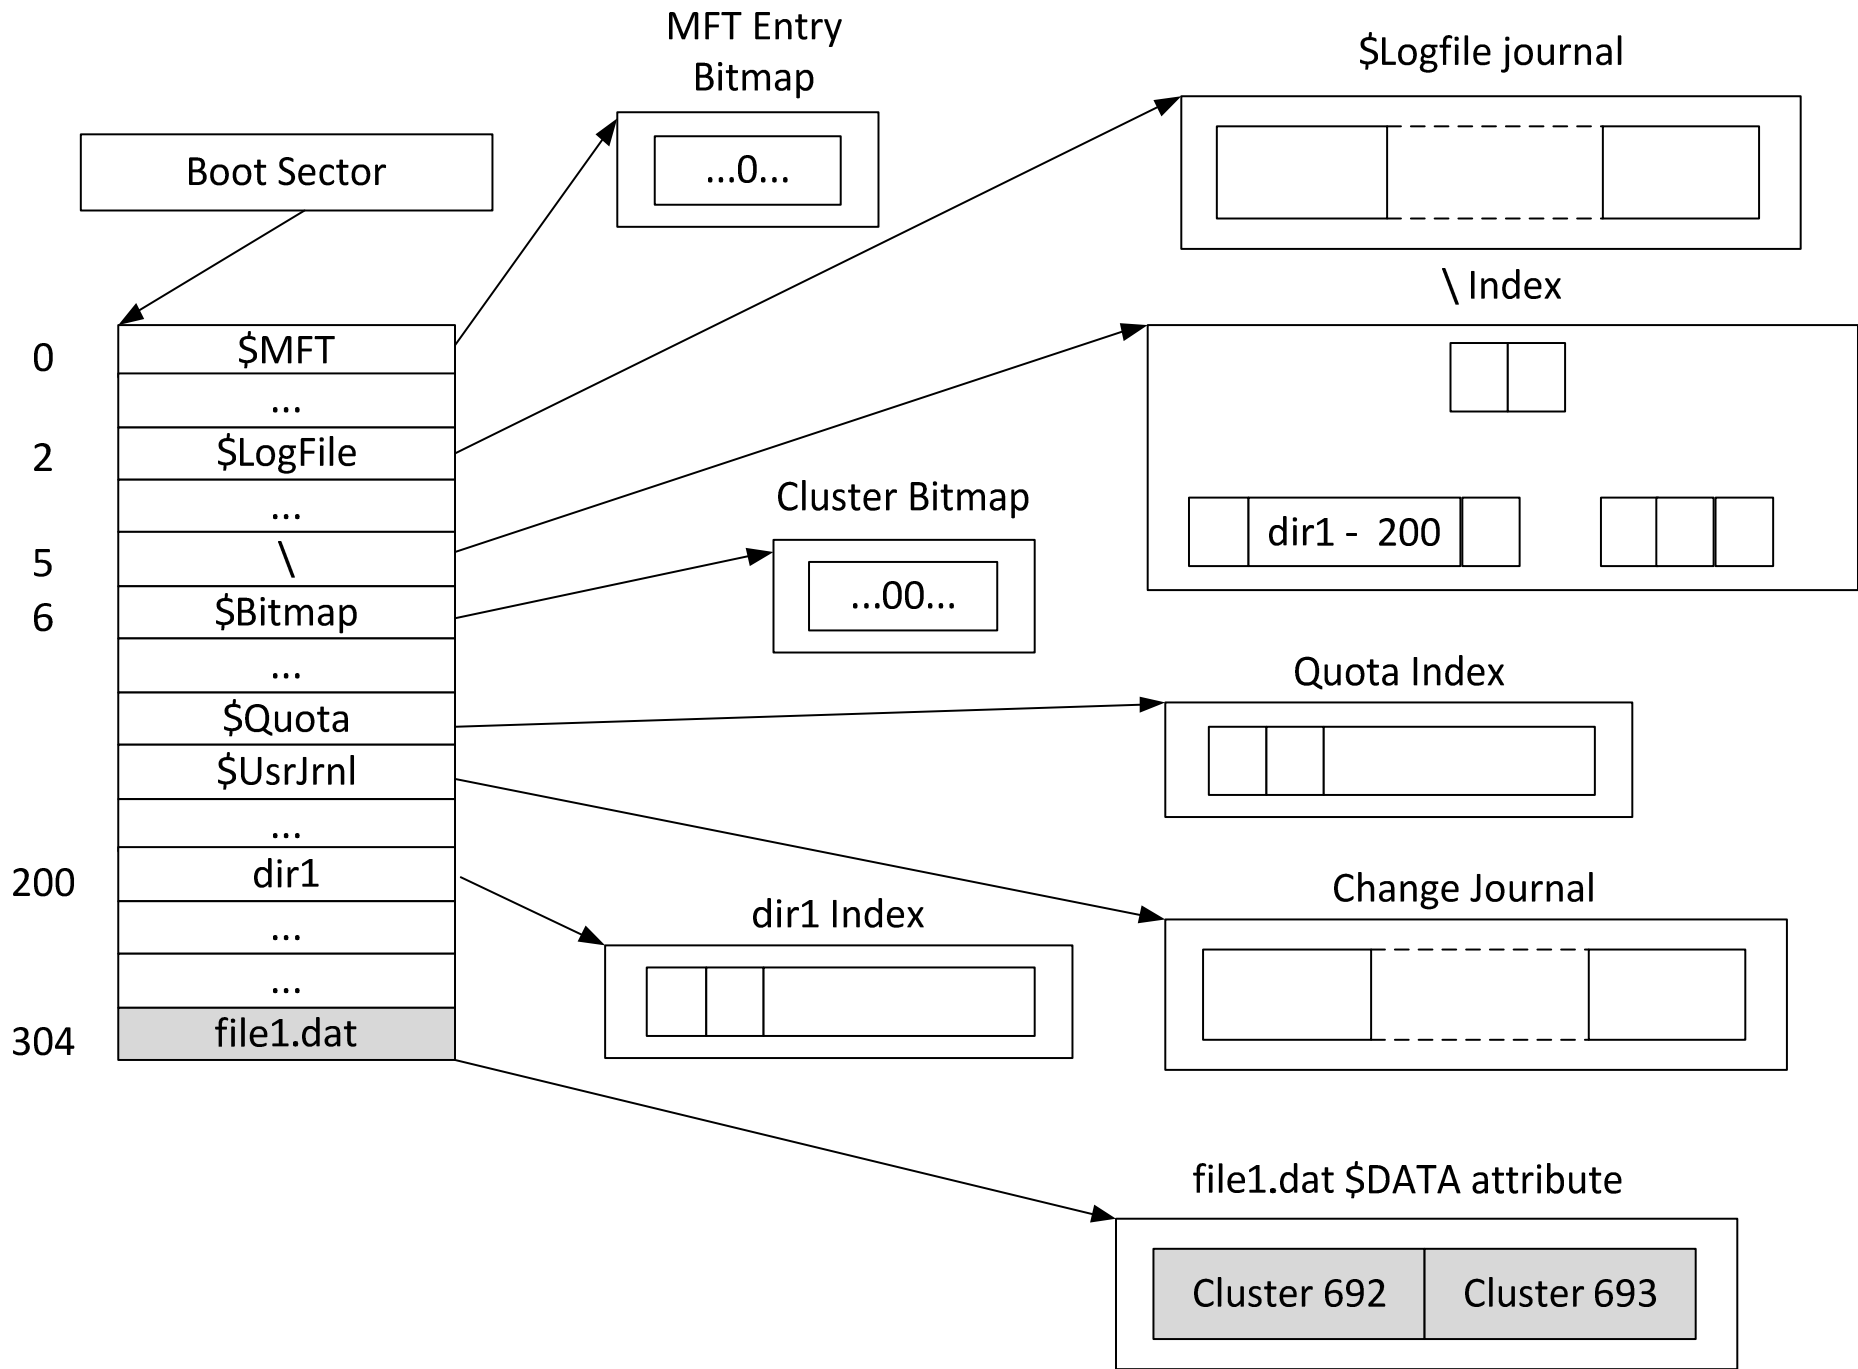 MFT Entry
Bitmap
...0...
$Logfile journal
Boot Sector
\ Index
dir1 - 200
0 $MFT
...
2 $LogFile
...
5 \
6 $Bitmap
...
$Quota
$UsrJrnl
...
200 dir1
...
...
304 file1.dat
Cluster Bitmap
...00...
Quota Index
Change Journal
dir1 Index
file1.dat $DATA attribute
Cluster 692 Cluster 693